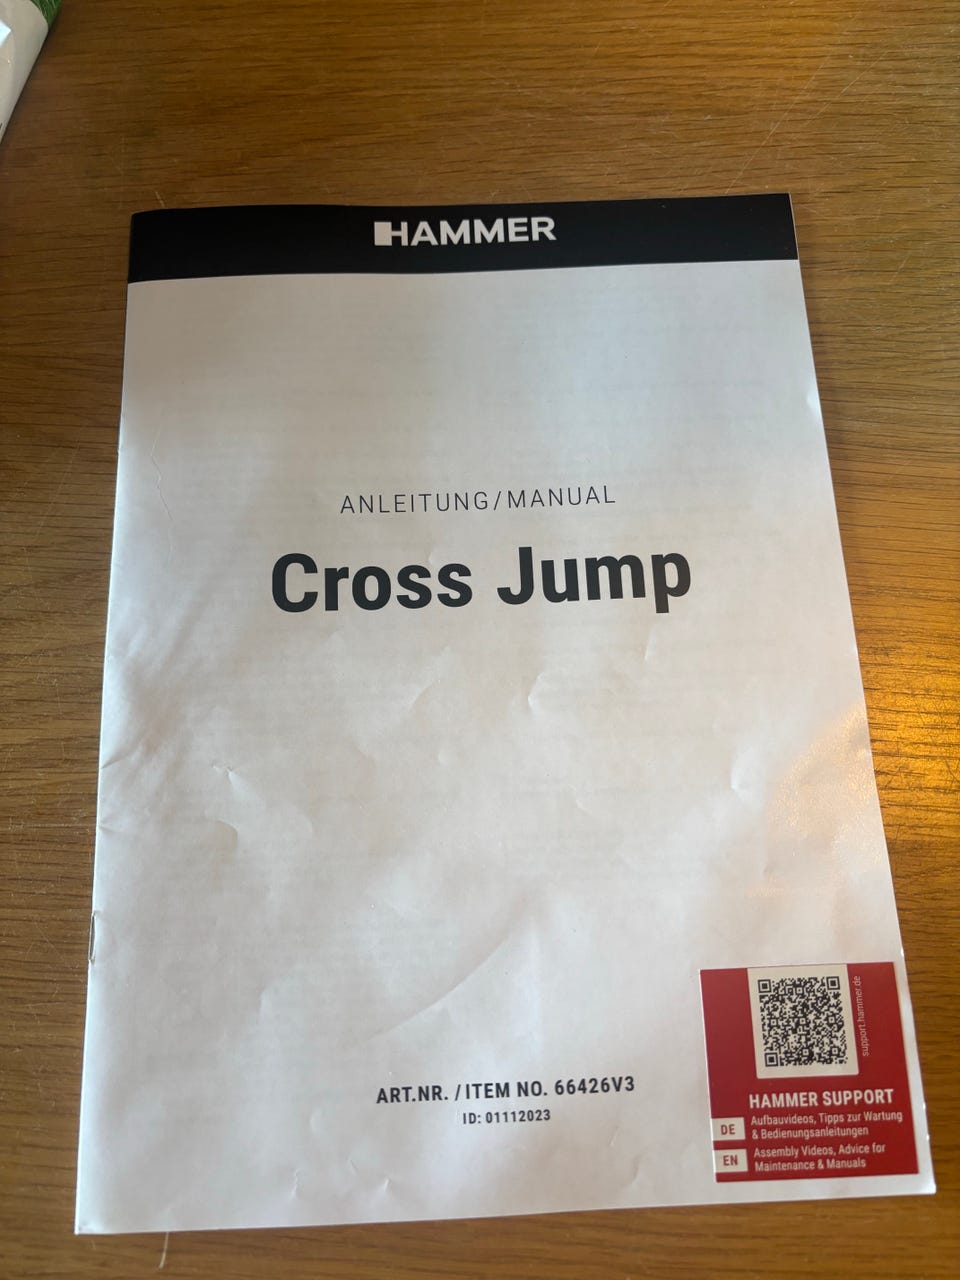 HAMMER
ANLEITUNG/MANUAL
Cross Jump
ART.NR. /ITEM NO. 66426V3
ID: 01112023
support.hammer.de
HAMMER SUPPORT
DE
Aufbauvideos, Tipps zur Wartung
& Bedienungsanleitungen
EN
Assembly Videos, Advice for
Maintenance & Manuals